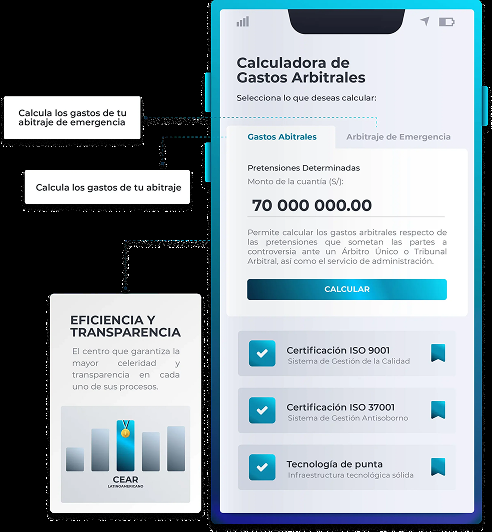 Calculadora de
Gastos Arbitrales
Selecciona lo que deseas calcular:
Calcula los gastos de tu
abitraje de emergencia
Calcula los gastos de tu abitraje
Gastos Abitrales
Arbitraje de Emergencia
Pretensiones Determinadas
Monto de la cuantía (S/):
70 000 000.00
Permite calcular los gastos arbitrales respecto de
las pretensiones que sometan las partes a
controversia ante un Árbitro Único o Tribunal
Arbitral, así como el servicio de administración.
CALCULAR
EFICIENCIA Y
TRANSPARENCIA
El centro que garantiza la
mayor celeridad y
transparencia en cada
uno de sus procesos.
CEAR
LATINOAMERICANO
Certificación ISO 9001
Sistema de Gestión de la Calidad
Certificación ISO 37001
Sistema de Gestión Antisoborno
Tecnología de punta
Infraestructura tecnológica sólida